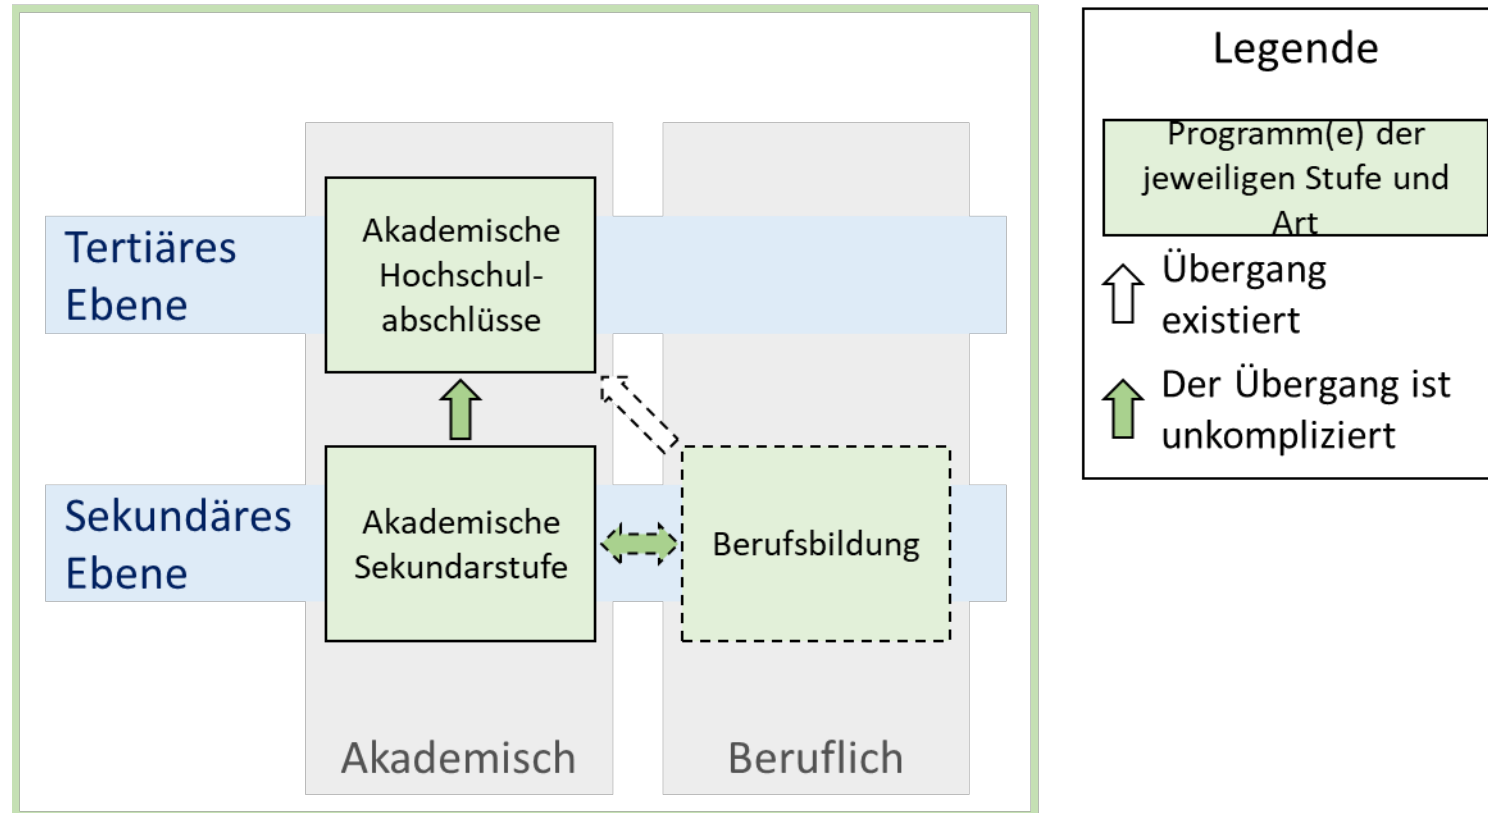 Tertiäres
Ebene
Akademische
Hochschul-
abschlüsse
Sekundäres
Ebene
Akademische
Sekundarstufe
Berufsbildung
Akademisch
Beruflich
Legende
Programm(e) der
jeweiligen Stufe und
Art
Übergang
existiert
Der Übergang ist
unkompliziert